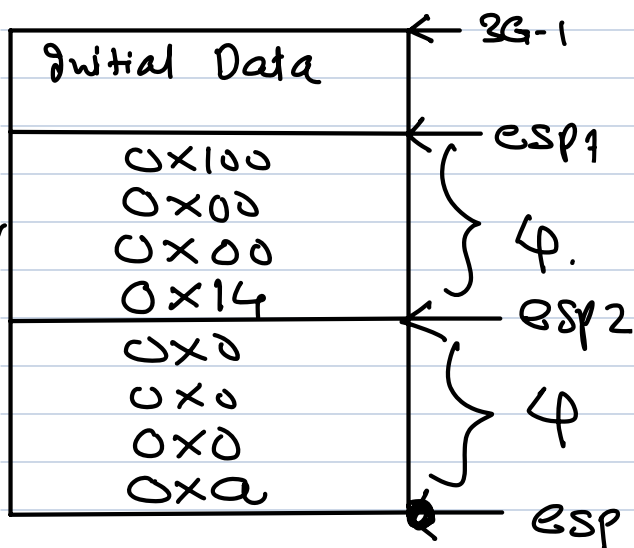 3G-1
Initial Data
esp1
0x100
0x00
0x00
4.
0x14
esp2
0x0
0x0
4
0x0
0xa
esp